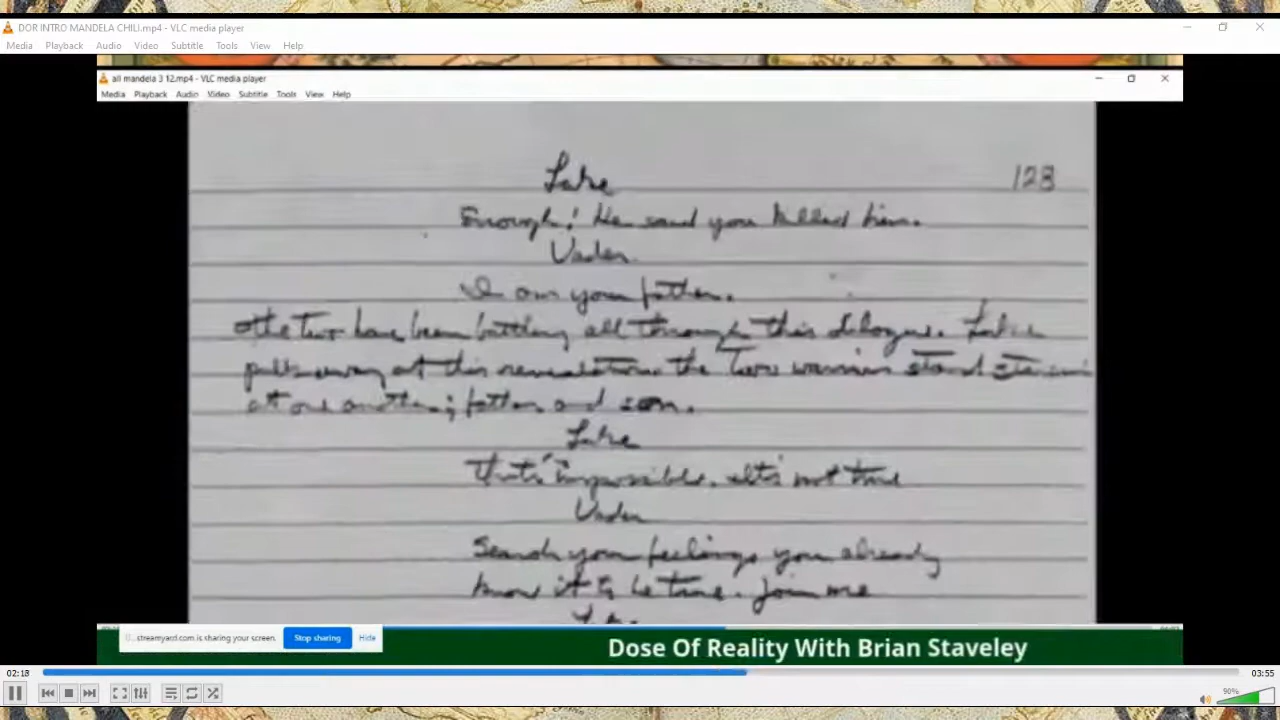 DOR INTRO MANDELA CHILI.mp4 - VLC media player
Media Playback Audio Video Subtitle Tools View Help
all mandela 3 12.mp4 - VLC media player
Media Playback Audio Video Subtitle Tools View Help
Luke
128
Enough! He said you killed him.
Vader
I am your father.
The two have been battling all through this dilogue. Luke
pulls away at this revelation. the two warriors stand staring
at one another; father and son.
Luke
That's impossible. It's not true
Vader
Search your feelings you already
know it to be true. Join me
Luke
streamyard.com is sharing your screen.
Stop sharing
Hide
Dose Of Reality With Brian Staveley
02:18
03:55
90%